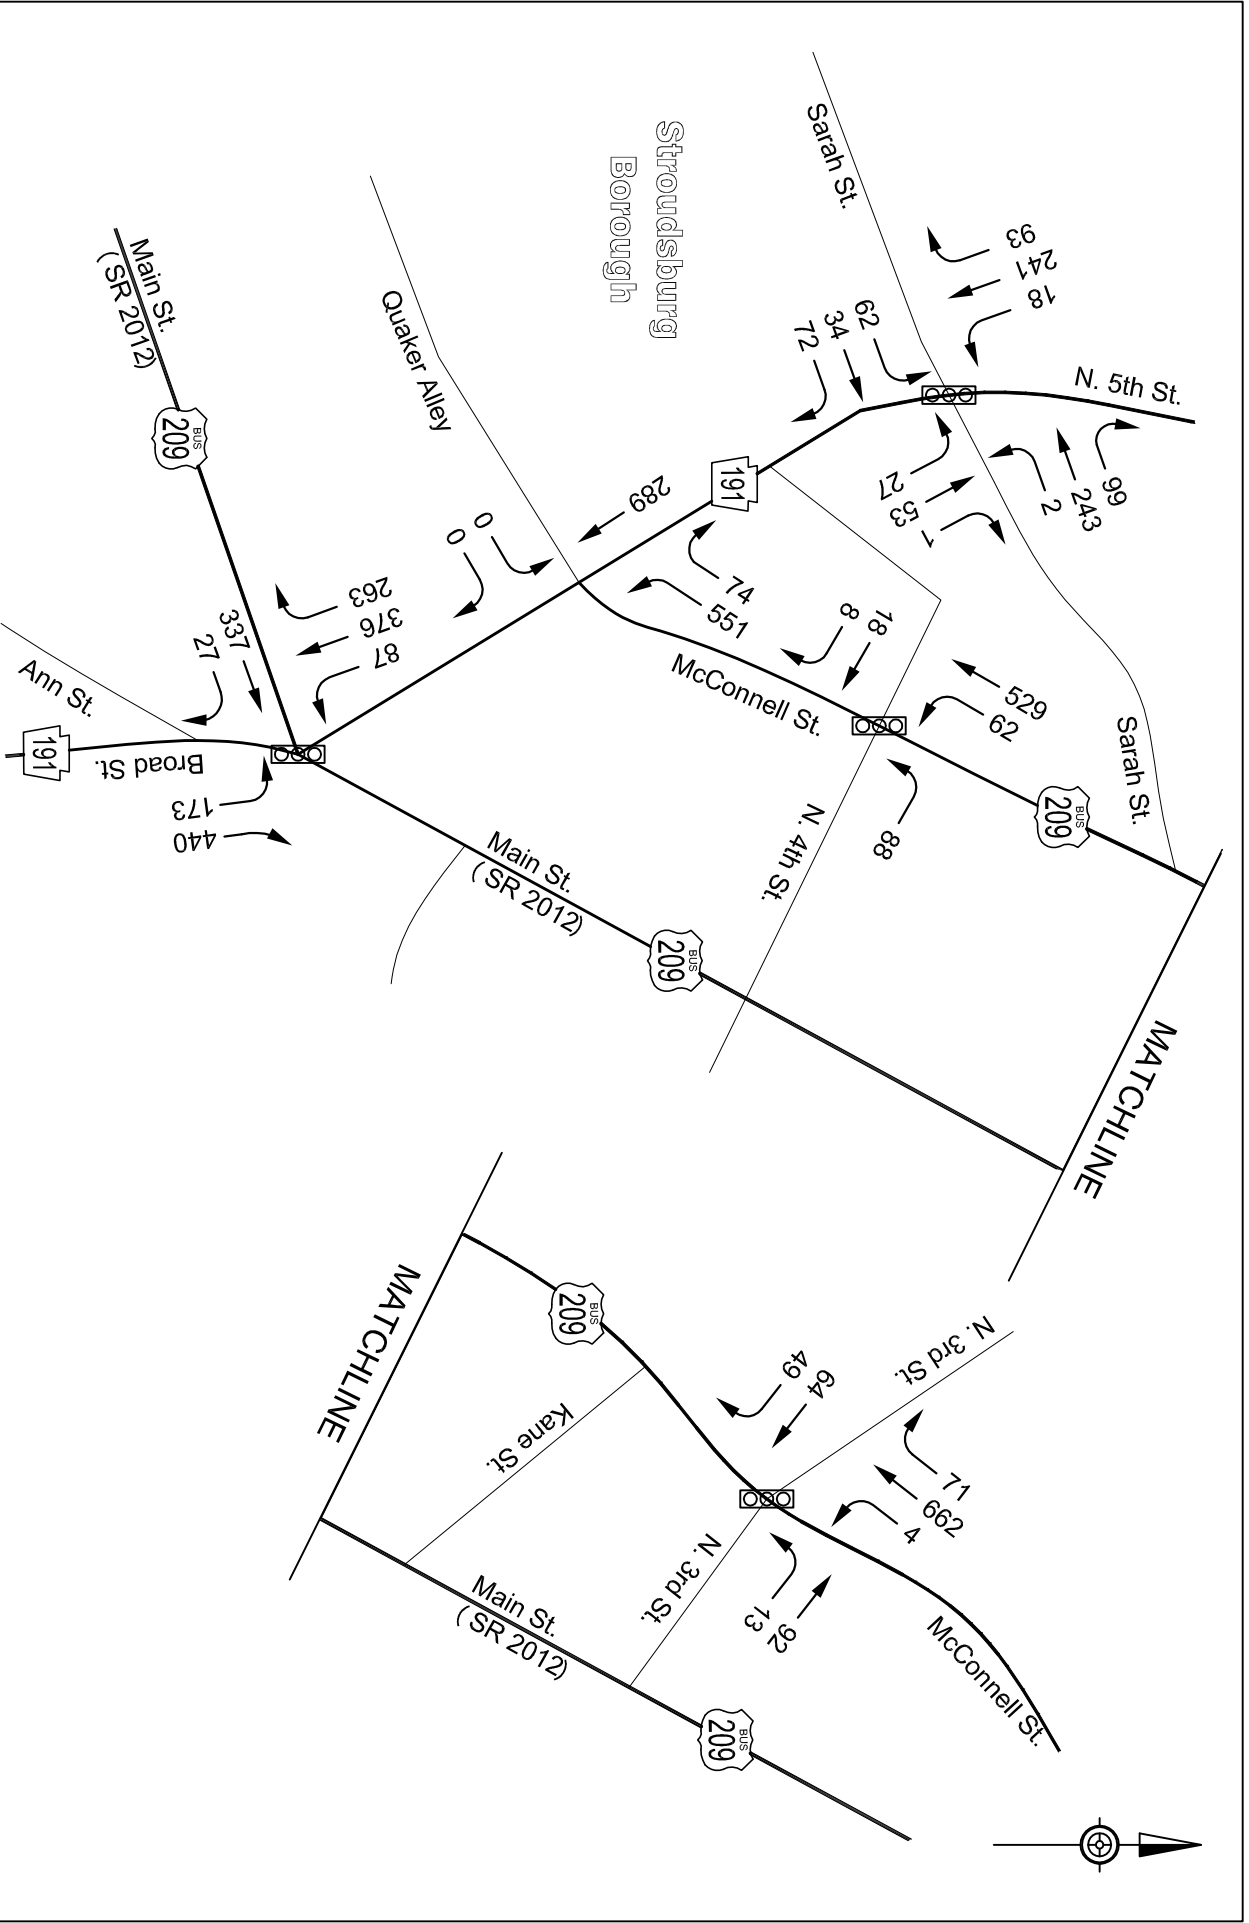 Stroudsburg
Borough
Sarah St.
93
241
18
62
34
72
N. 5th St.
99
243
2
27
53
1
191
289
Quaker Alley
0
0
74
551
8
18
McConnell St.
529
62
88
N. 4th St.
Sarah St.
BUS
209
Main St.
( SR 2012)
BUS
209
263
376
87
337
27
Ann St.
191
Broad St.
173
440
Main St.
( SR 2012)
BUS
209
MATCHLINE
MATCHLINE
BUS
209
Kane St.
49
64
N. 3rd St.
71
662
4
13
92
N. 3rd St.
McConnell St.
Main St.
( SR 2012)
BUS
209